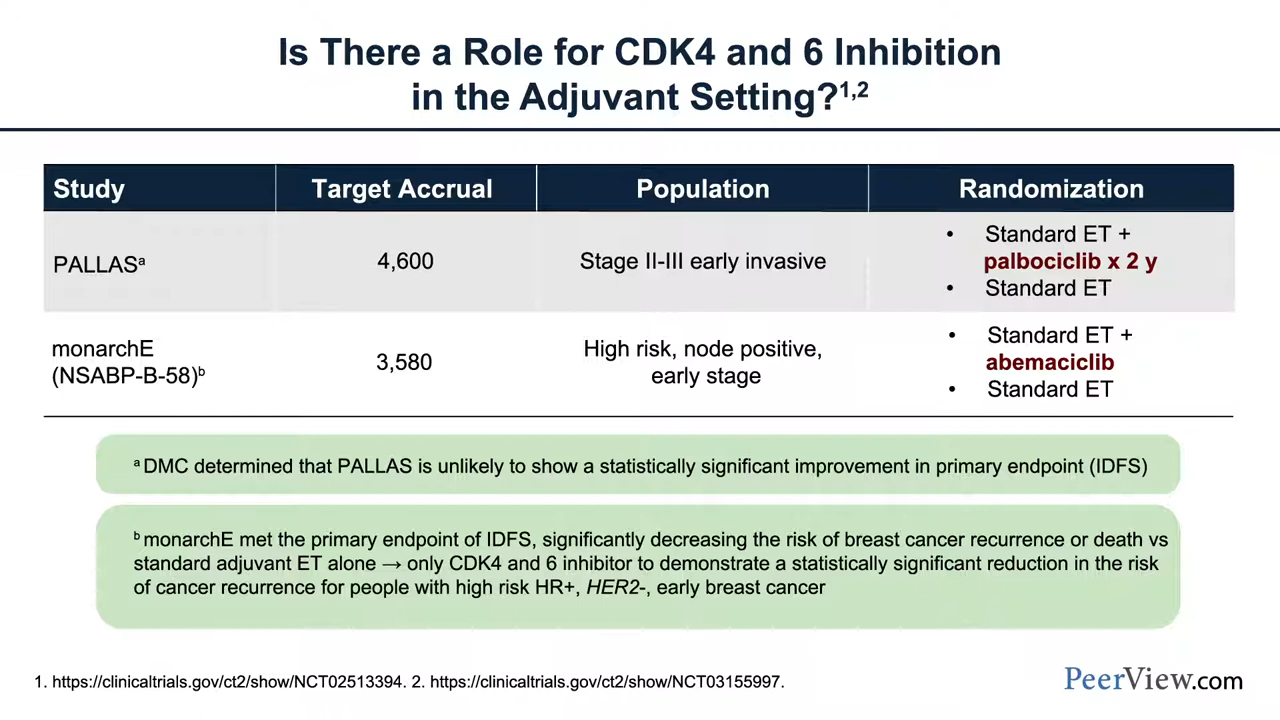 Is There a Role for CDK4 and 6 Inhibition
in the Adjuvant Setting?1,2
Study
Target Accrual
Population
Randomization
PALLASa
4,600
Stage II-III early invasive
• Standard ET +
palbociclib x 2 y
• Standard ET
monarchE
(NSABP-B-58)b
3,580
High risk, node positive,
early stage
• Standard ET +
abemaciclib
• Standard ET
a DMC determined that PALLAS is unlikely to show a statistically significant improvement in primary endpoint (IDFS)
b monarchE met the primary endpoint of IDFS, significantly decreasing the risk of breast cancer recurrence or death vs
standard adjuvant ET alone → only CDK4 and 6 inhibitor to demonstrate a statistically significant reduction in the risk
of cancer recurrence for people with high risk HR+, HER2-, early breast cancer
1. https://clinicaltrials.gov/ct2/show/NCT02513394. 2. https://clinicaltrials.gov/ct2/show/NCT03155997.
PeerView.com